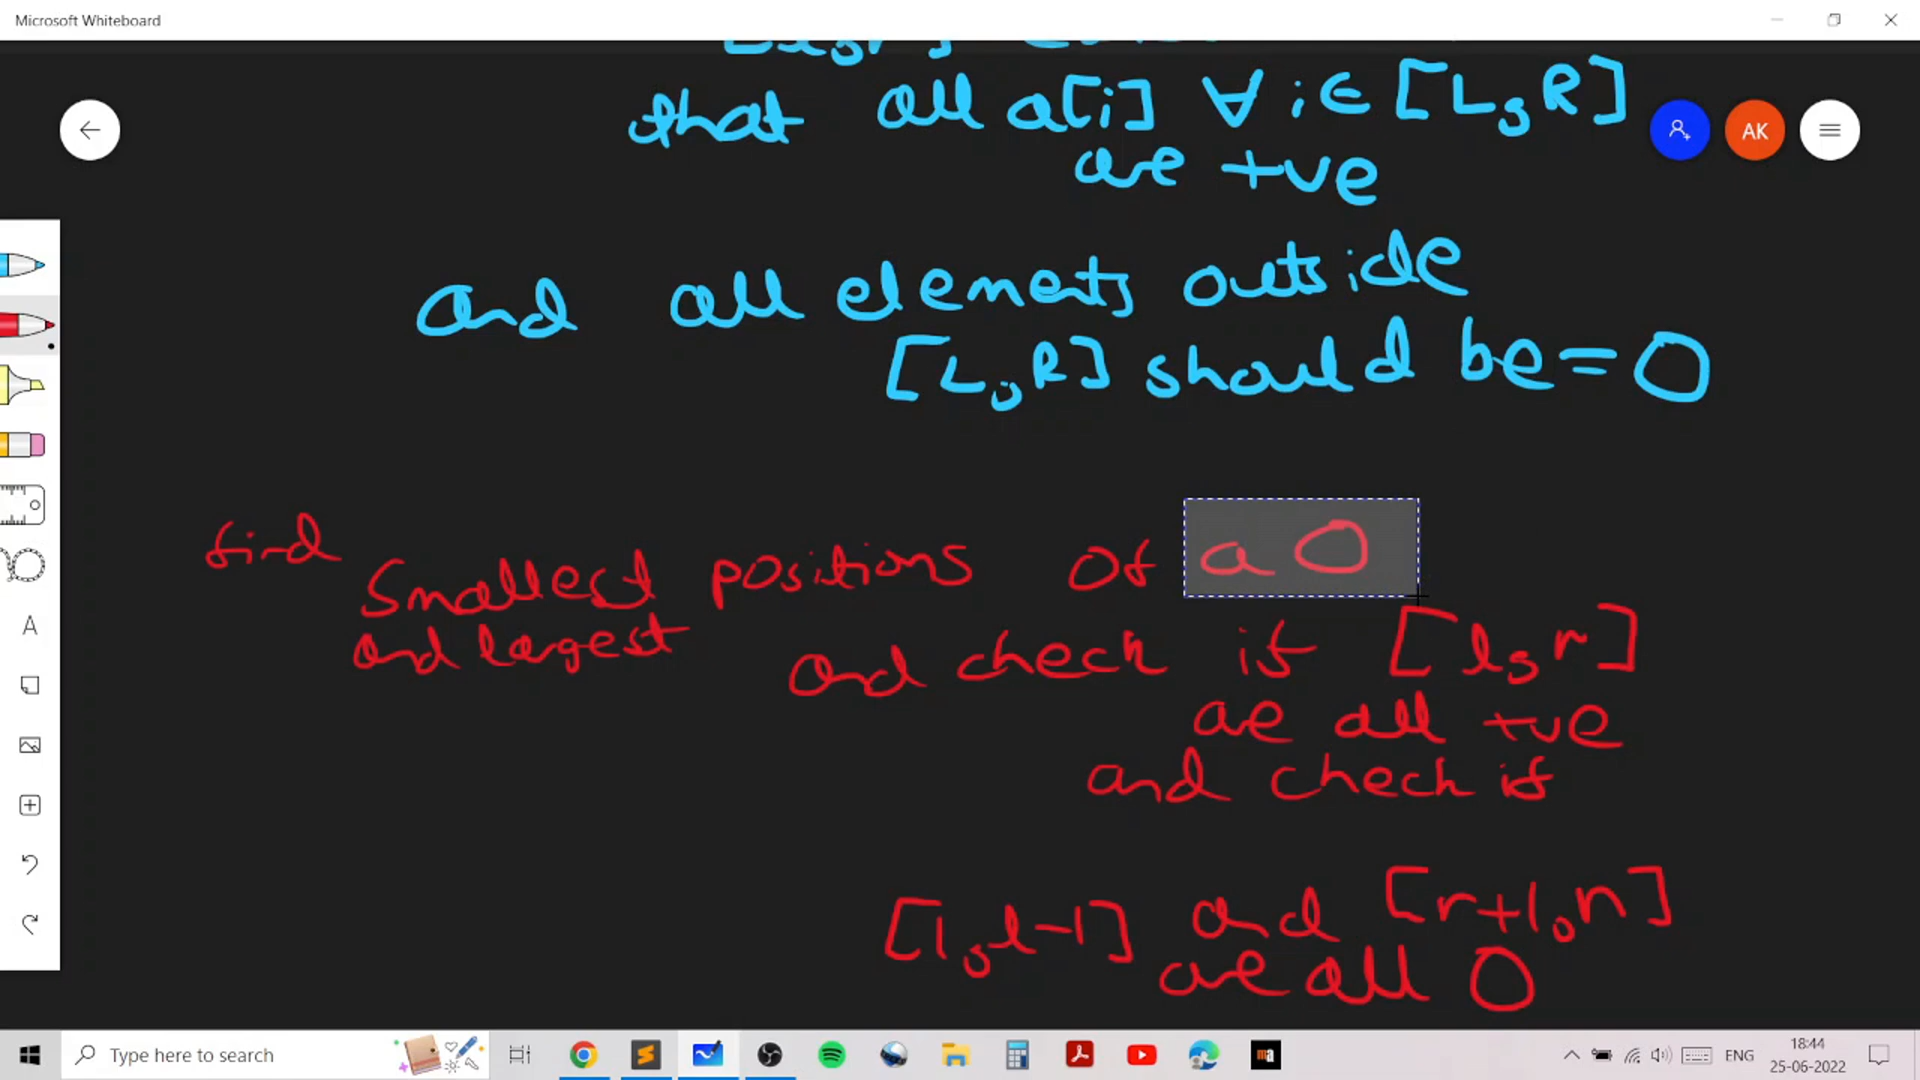 Microsoft Whiteboard
that all a[i] ∀ i ∈ [L, R]
AK
are +ve
and all elements outside
[L, R] should be = 0
find smallest positions of a 0
and largest
and check if [l, r]
are all +ve
and check if
[1, l-1] and [r+1, n]
are all 0
A
Type here to search
ma
ENG
18:44
25-06-2022